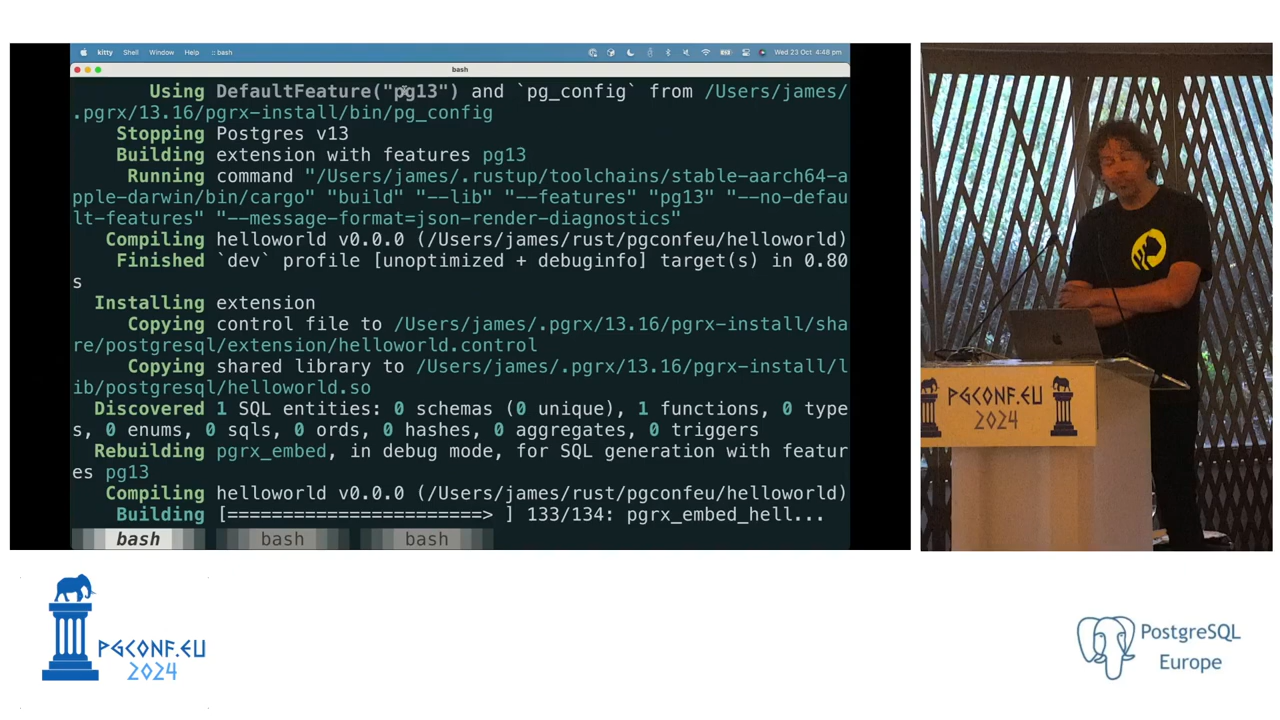 kitty Shell Window Help :: bash
Wed 23 Oct 4:48 pm
bash
Using DefaultFeature("pg13") and `pg_config` from /Users/james/
.pgrx/13.16/pgrx-install/bin/pg_config
Stopping Postgres v13
Building extension with features pg13
Running command "/Users/james/.rustup/toolchains/stable-aarch64-a
pple-darwin/bin/cargo" "build" "--lib" "--features" "pg13" "--no-defau
lt-features" "--message-format=json-render-diagnostics"
Compiling helloworld v0.0.0 (/Users/james/rust/pgconfeu/helloworld)
Finished `dev` profile [unoptimized + debuginfo] target(s) in 0.80
s
Installing extension
Copying control file to /Users/james/.pgrx/13.16/pgrx-install/sha
re/postgresql/extension/helloworld.control
Copying shared library to /Users/james/.pgrx/13.16/pgrx-install/l
ib/postgresql/helloworld.so
Discovered 1 SQL entities: 0 schemas (0 unique), 1 functions, 0 type
s, 0 enums, 0 sqls, 0 ords, 0 hashes, 0 aggregates, 0 triggers
Rebuilding pgrx_embed, in debug mode, for SQL generation with featur
es pg13
Compiling helloworld v0.0.0 (/Users/james/rust/pgconfeu/helloworld)
Building [=======================> ] 133/134: pgrx_embed_hell...
bash bash bash
PGCONF.EU
2024
PGCONF.EU
2024
PostgreSQL
Europe